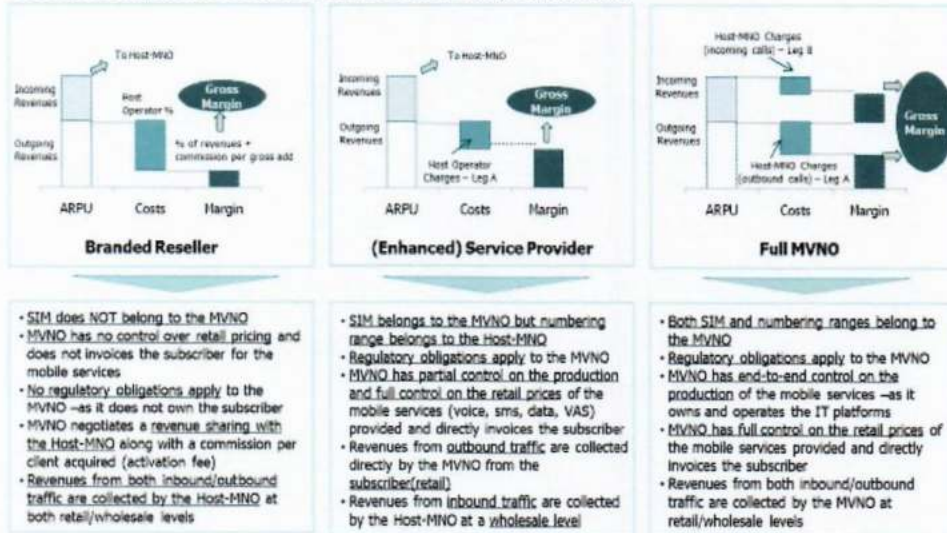 To Host-MNO
Incoming
Revenues
Host
Operator %
Gross
Margin
Outgoing
Revenues
% of revenues +
commission per gross add
ARPU Costs Margin
Branded Reseller
To Host-MNO
Incoming
Revenues
Gross
Margin
Outgoing
Revenues
Host Operator
Charges – Leg A
ARPU Costs Margin
(Enhanced) Service Provider
Host-MNO Charges
(incoming calls) – Leg B
Incoming
Revenues
Gross
Margin
Outgoing
Revenues
Host-MNO Charges
(outbound calls) – Leg A
ARPU Costs Margin
Full MVNO
• SIM does NOT belong to the MVNO
• MVNO has no control over retail pricing and
does not invoices the subscriber for the
mobile services
• No regulatory obligations apply to the
MVNO –as it does not own the subscriber
• MVNO negotiates a revenue sharing with
the Host-MNO along with a commission per
client acquired (activation fee)
• Revenues from both inbound/outbound
traffic are collected by the Host-MNO at
both retail/wholesale levels
• SIM belongs to the MVNO but numbering
range belongs to the Host-MNO
• Regulatory obligations apply to the MVNO
• MVNO has partial control on the production
and full control on the retail prices of the
mobile services (voice, sms, data, VAS)
provided and directly invoices the subscriber
• Revenues from outbound traffic are collected
directly by the MVNO from the
subscriber(retail)
• Revenues from inbound traffic are collected
by the Host-MNO at a wholesale level
• Both SIM and numbering ranges belong to
the MVNO
• Regulatory obligations apply to the MVNO
• MVNO has end-to-end control on the
production of the mobile services –as it
owns and operates the IT platforms
• MVNO has full control on the retail prices of
the mobile services provided and directly
invoices the subscriber
• Revenues from both inbound/outbound
traffic are collected by the MVNO at
retail/wholesale levels